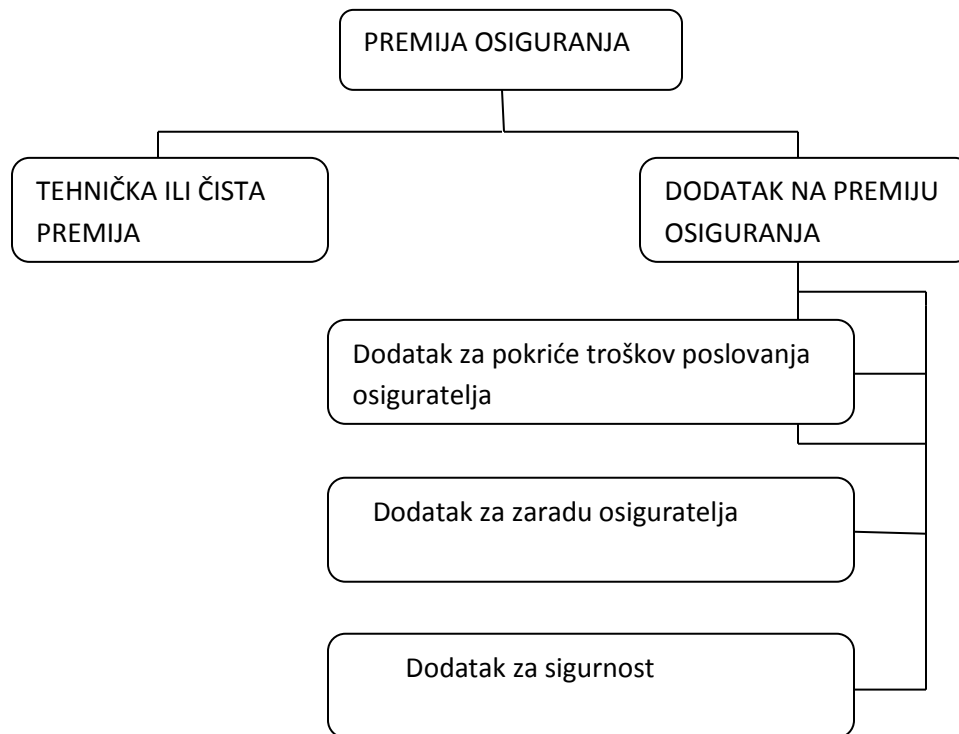 PREMIJA OSIGURANJA
TEHNIČKA ILI ČISTA
PREMIJA
DODATAK NA PREMIJU
OSIGURANJA
Dodatak za pokriće troškov poslovanja
osiguratelja
Dodatak za zaradu osiguratelja
Dodatak za sigurnost